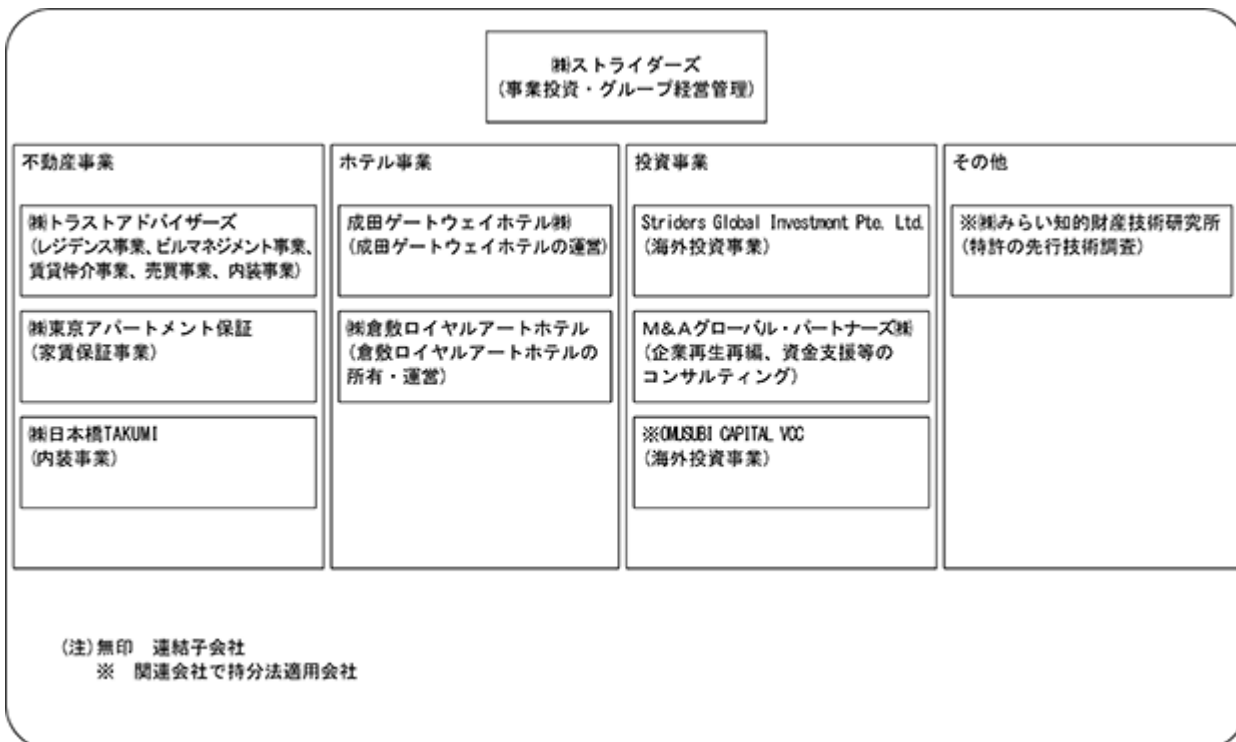 ㈱ストライダーズ
(事業投資・グループ経営管理)
不動産事業
㈱トラストアドバイザーズ
(レジデンス事業、ビルマネジメント事業、
賃貸仲介事業、売買事業、内装事業)
㈱東京アパートメント保証
(家賃保証事業)
㈱日本橋TAKUMI
(内装事業)
ホテル事業
成田ゲートウェイホテル㈱
(成田ゲートウェイホテルの運営)
㈱倉敷ロイヤルアートホテル
(倉敷ロイヤルアートホテルの
所有・運営)
投資事業
Striders Global Investment Pte. Ltd.
(海外投資事業)
M&Aグローバル・パートナーズ㈱
(企業再生再編、資金支援等の
コンサルティング)
※OMUSUBI CAPITAL VCC
(海外投資事業)
その他
※㈱みらい知的財産技術研究所
(特許の先行技術調査)
(注)無印 連結子会社
※ 関連会社で持分法適用会社